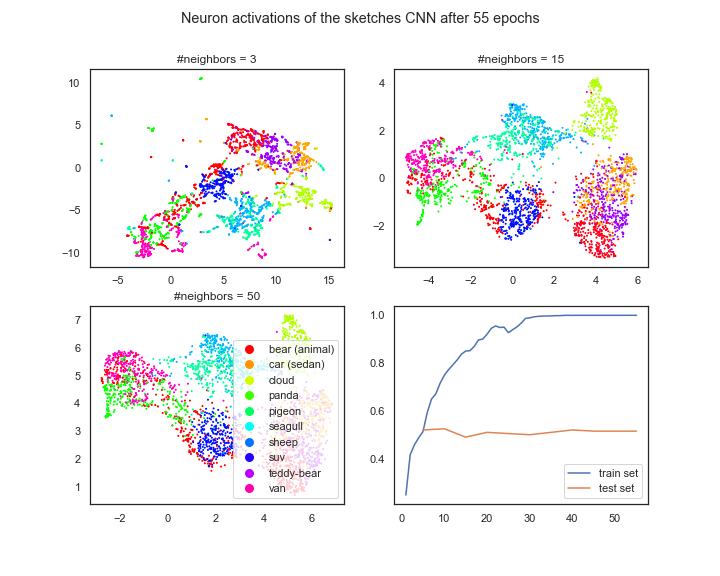 Neuron activations of the sketches CNN after 55 epochs
#neighbors = 3
10
5
0
−5
−10
−5
0
5
10
15
#neighbors = 15
4
2
0
−2
−4
−2
0
2
4
6
#neighbors = 50
7
6
5
4
3
2
1
−2
0
2
4
6
bear (animal)
car (sedan)
cloud
panda
pigeon
seagull
sheep
suv
teddy-bear
van
1.0
0.8
0.6
0.4
0
10
20
30
40
50
train set
test set